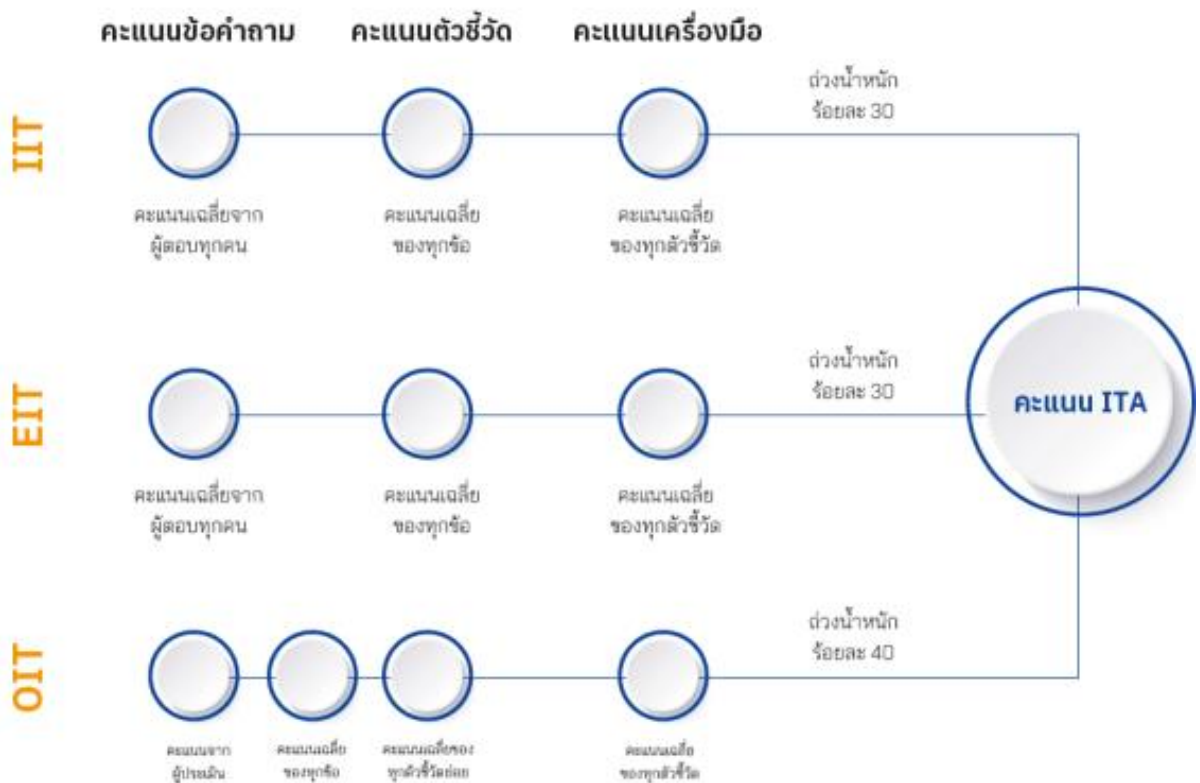 คะแนนข้อคำถาม
คะแนนตัวชี้วัด
คะแนนเครื่องมือ
IIT
ถ่วงน้ำหนัก
ร้อยละ 30
คะแนนเฉลี่ยจาก
ผู้ตอบทุกคน
คะแนนเฉลี่ย
ของทุกข้อ
คะแนนเฉลี่ย
ของทุกตัวชี้วัด
EIT
ถ่วงน้ำหนัก
ร้อยละ 30
คะแนน ITA
คะแนนเฉลี่ยจาก
ผู้ตอบทุกคน
คะแนนเฉลี่ย
ของทุกข้อ
คะแนนเฉลี่ย
ของทุกตัวชี้วัด
OIT
ถ่วงน้ำหนัก
ร้อยละ 40
คะแนนจาก
ผู้ประเมิน
คะแนนเฉลี่ย
ของทุกข้อ
คะแนนเฉลี่ยของ
ทุกตัวชี้วัดย่อย
คะแนนเฉลี่ย
ของทุกตัวชี้วัด